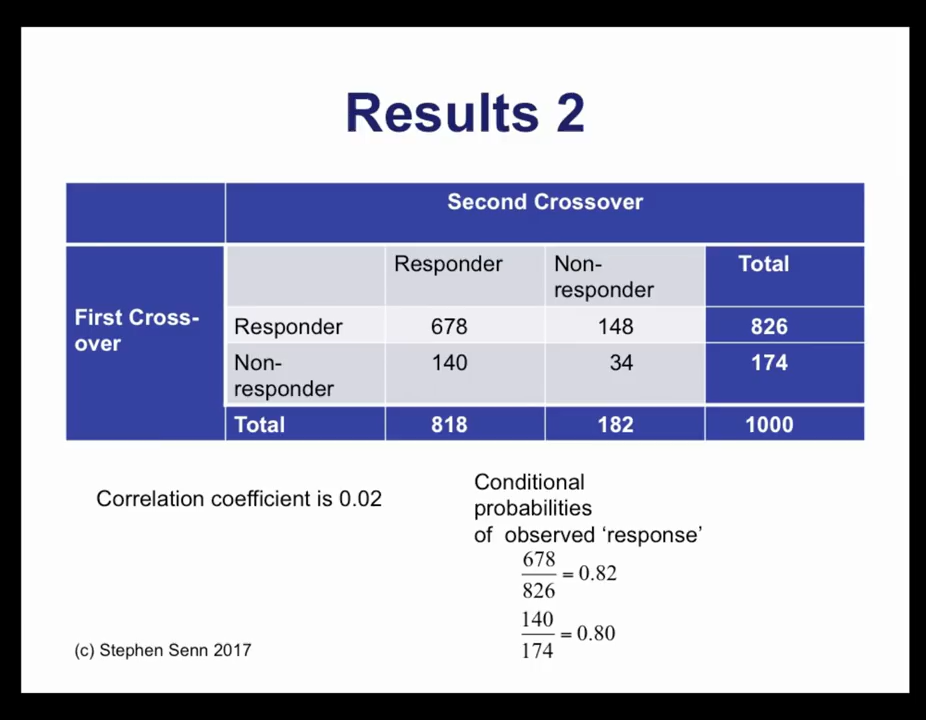 Results 2
Second Crossover
First Cross-
over
Responder
Non-
responder
Total
Responder 678 148 826
Non-
responder 140 34 174
Total 818 182 1000
Correlation coefficient is 0.02
Conditional
probabilities
of observed ‘response’
678
826
= 0.82
140
174
= 0.80
(c) Stephen Senn 2017